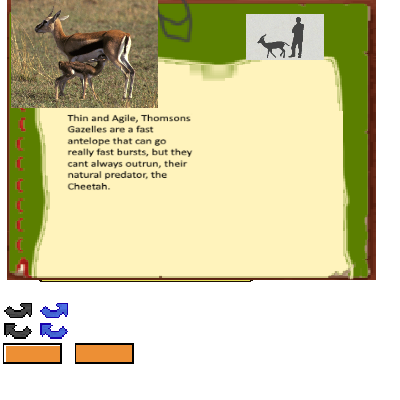 Thin and Agile, Thomsons
Gazelles are a fast
antelope that can go
really fast bursts, but they
cant always outrun, their
natural predator, the
Cheetah.